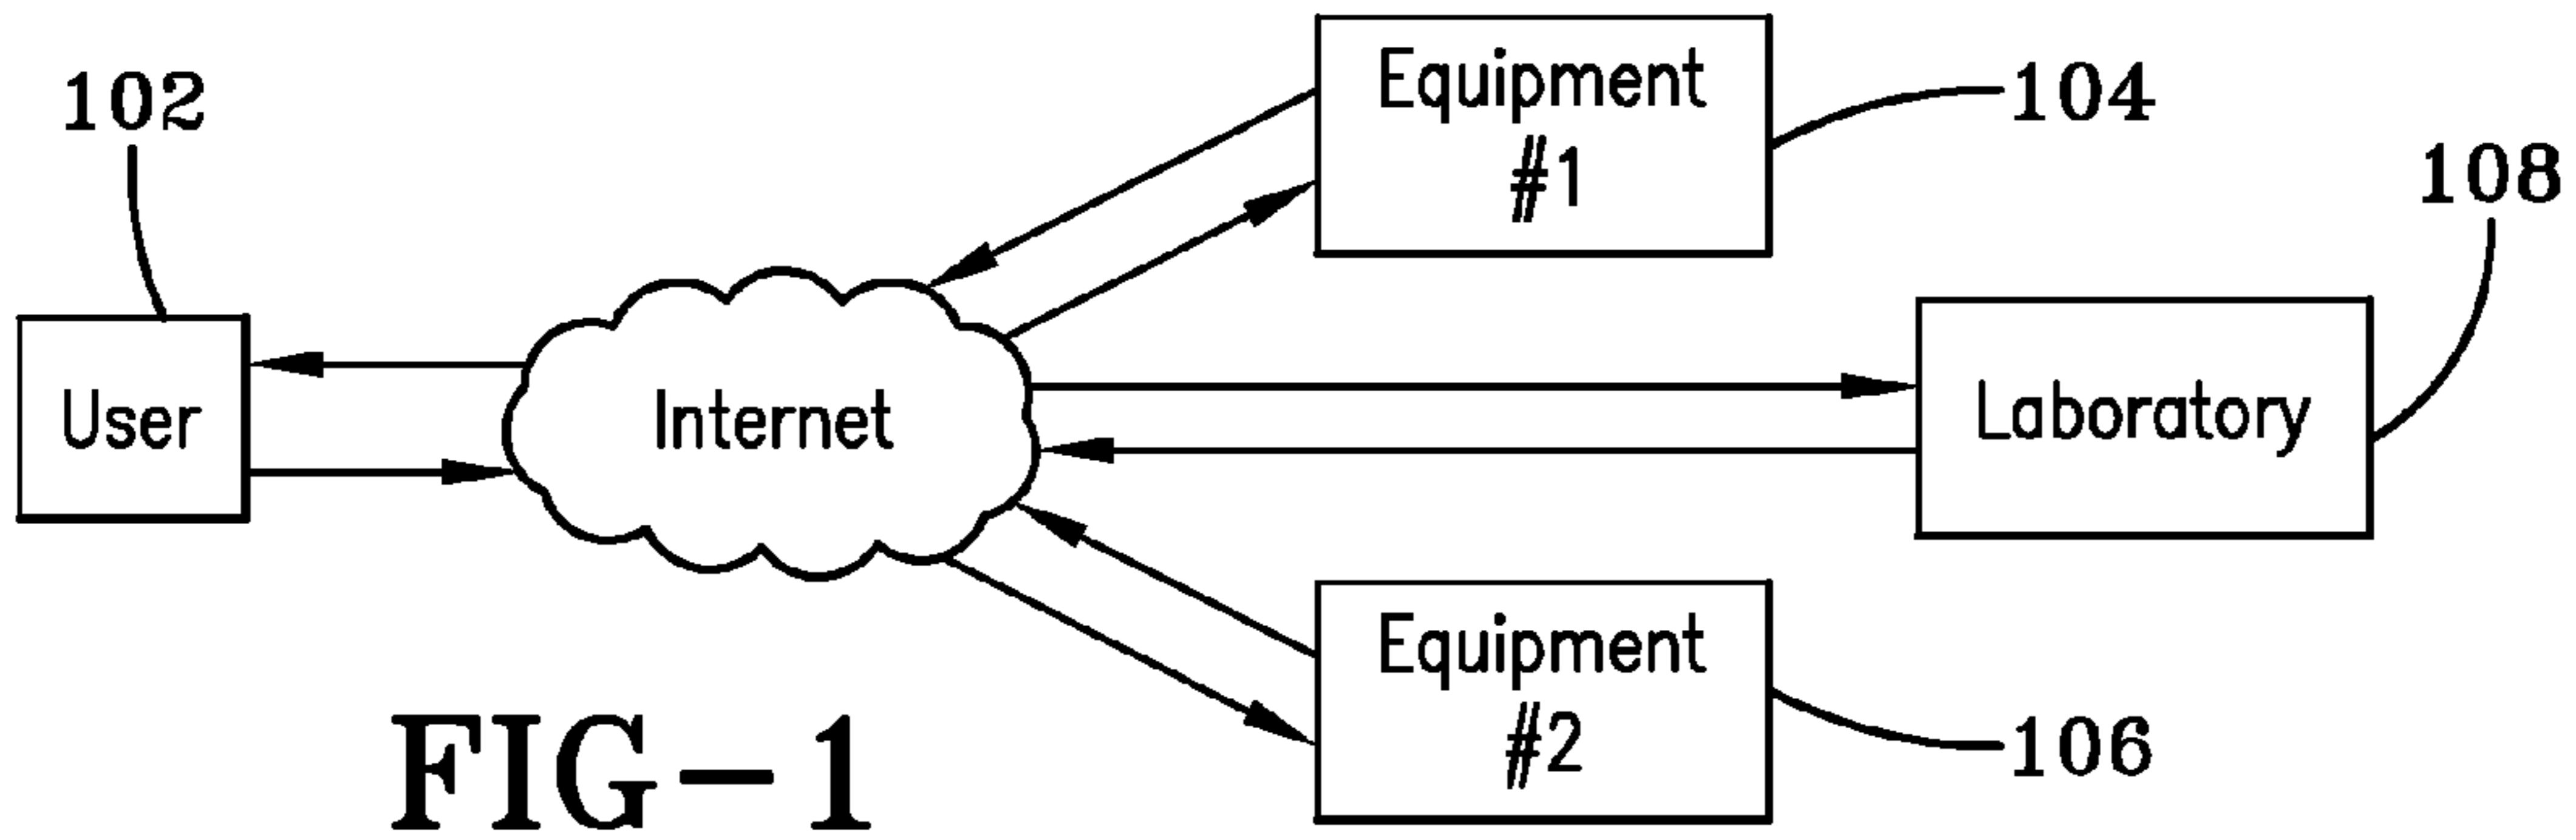 102
Equipment
#1
104
108
User
Internet
Laboratory
Equipment
#2
106
FIG-1